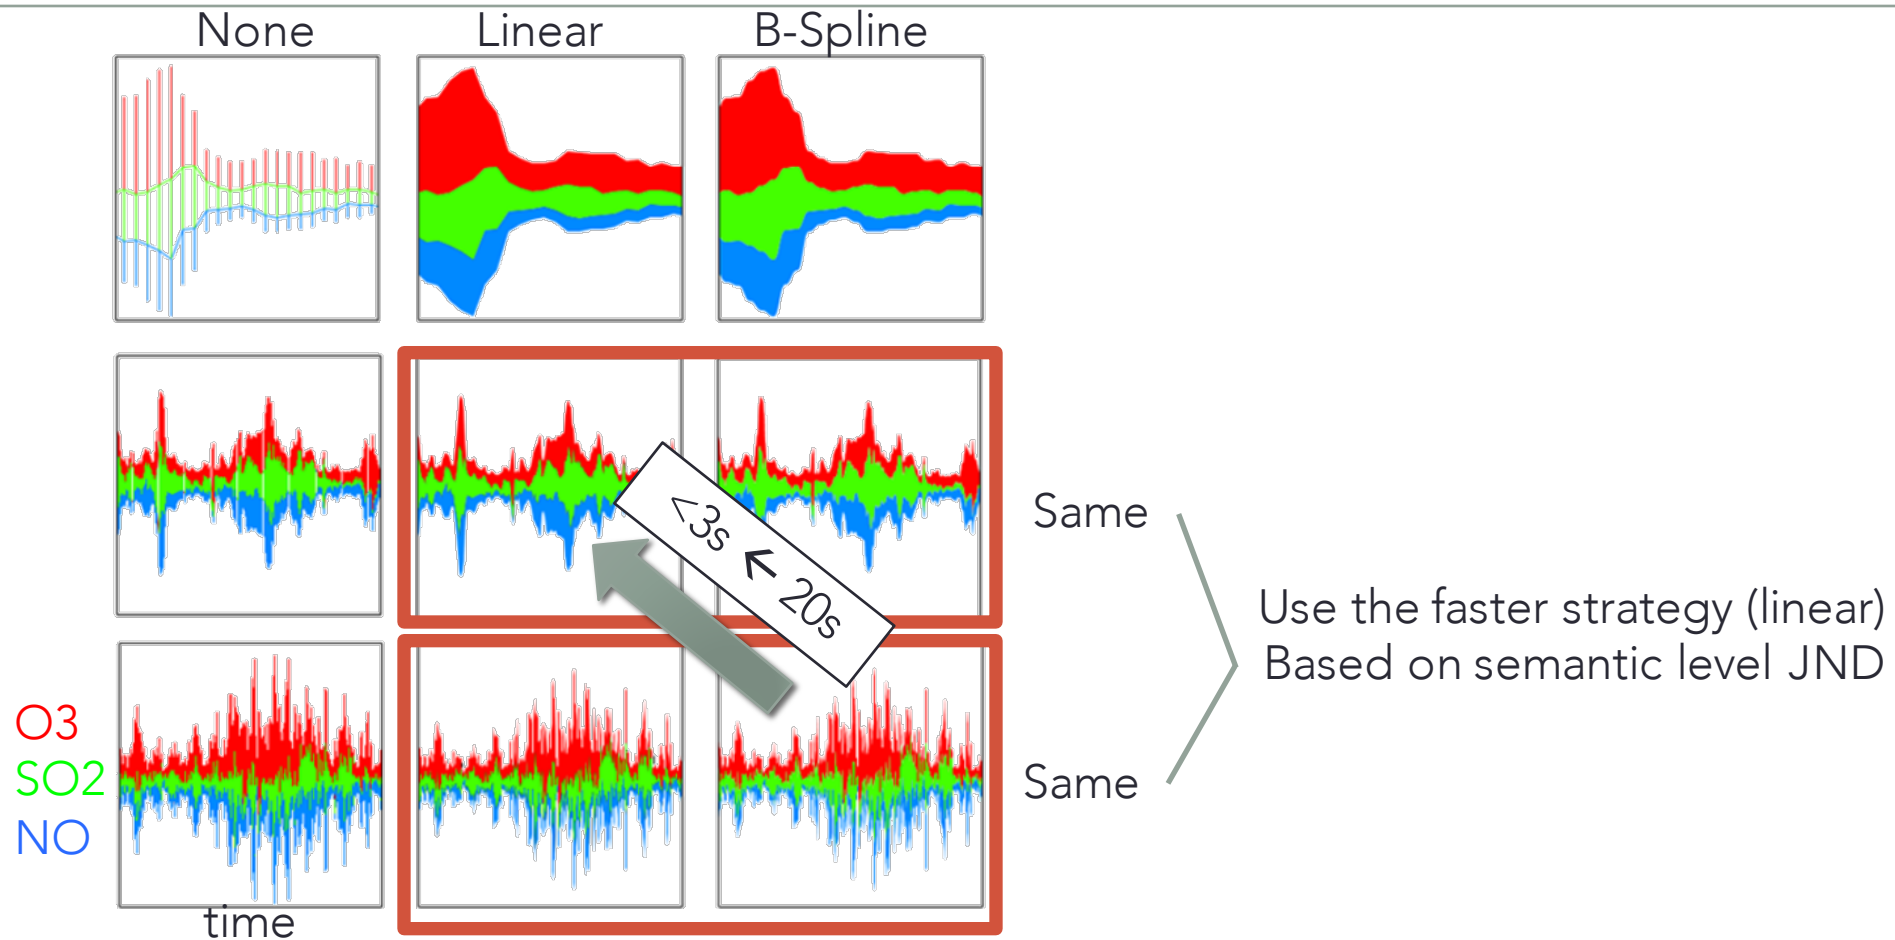 None
Linear
B-Spline
<3s ← 20s
Same
Use the faster strategy (linear)
Based on semantic level JND
O3
SO2
NO
Same
time